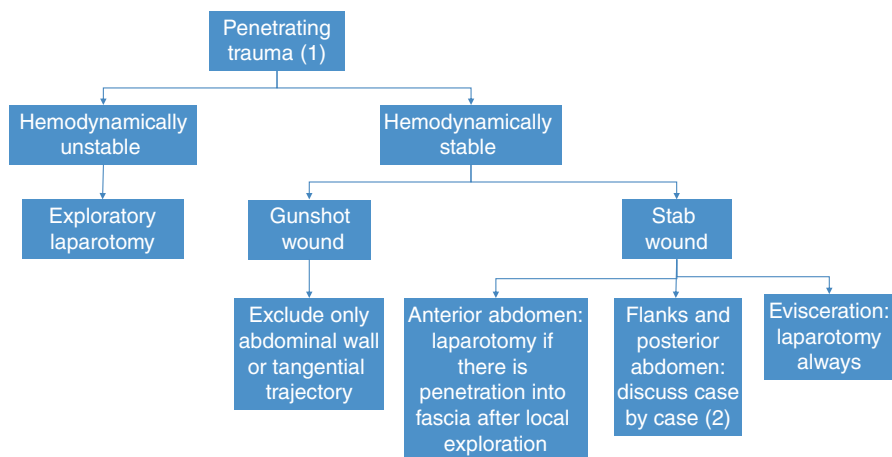 Penetrating
trauma (1)
Hemodynamically
unstable
Hemodynamically
stable
Exploratory
laparotomy
Gunshot
wound
Stab
wound
Exclude only
abdominal wall
or tangential
trajectory
Anterior abdomen:
laparotomy if
there is
penetration into
fascia after local
exploration
Flanks and
posterior
abdomen:
discuss case
by case (2)
Evisceration:
laparotomy
always